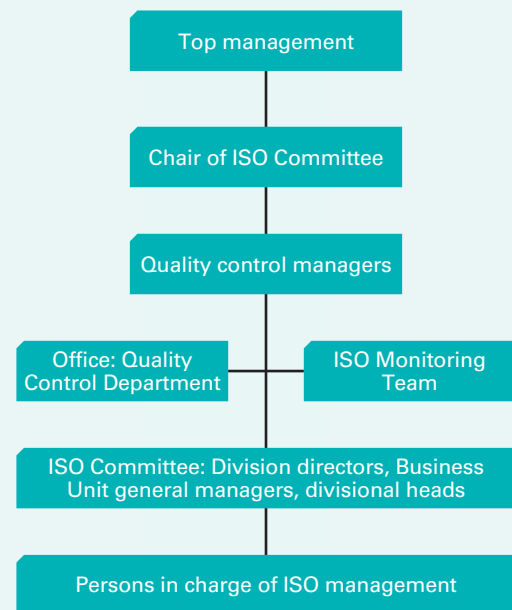 Top management
Chair of ISO Committee
Quality control managers
Office: Quality
Control Department
ISO Monitoring
Team
ISO Committee: Division directors, Business
Unit general managers, divisional heads
Persons in charge of ISO management